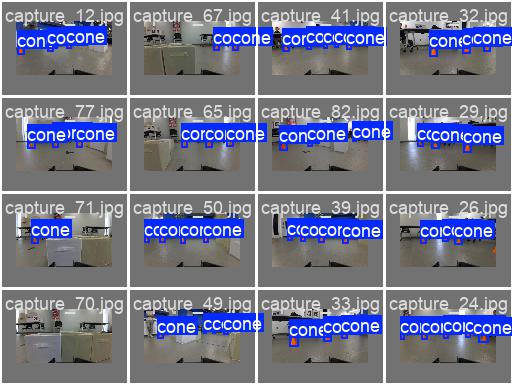 capture_12.jpg capture_67.jpg capture_41.jpg capture_32.jpg
cone cone cone cone cone cone
capture_77.jpg capture_65.jpg capture_82.jpg capture_29.jpg
cone cone cone cone cone cone cone
capture_71.jpg capture_50.jpg capture_39.jpg capture_26.jpg
cone cone cone cone
capture_70.jpg capture_49.jpg capture_33.jpg capture_24.jpg
cone cone cone cone